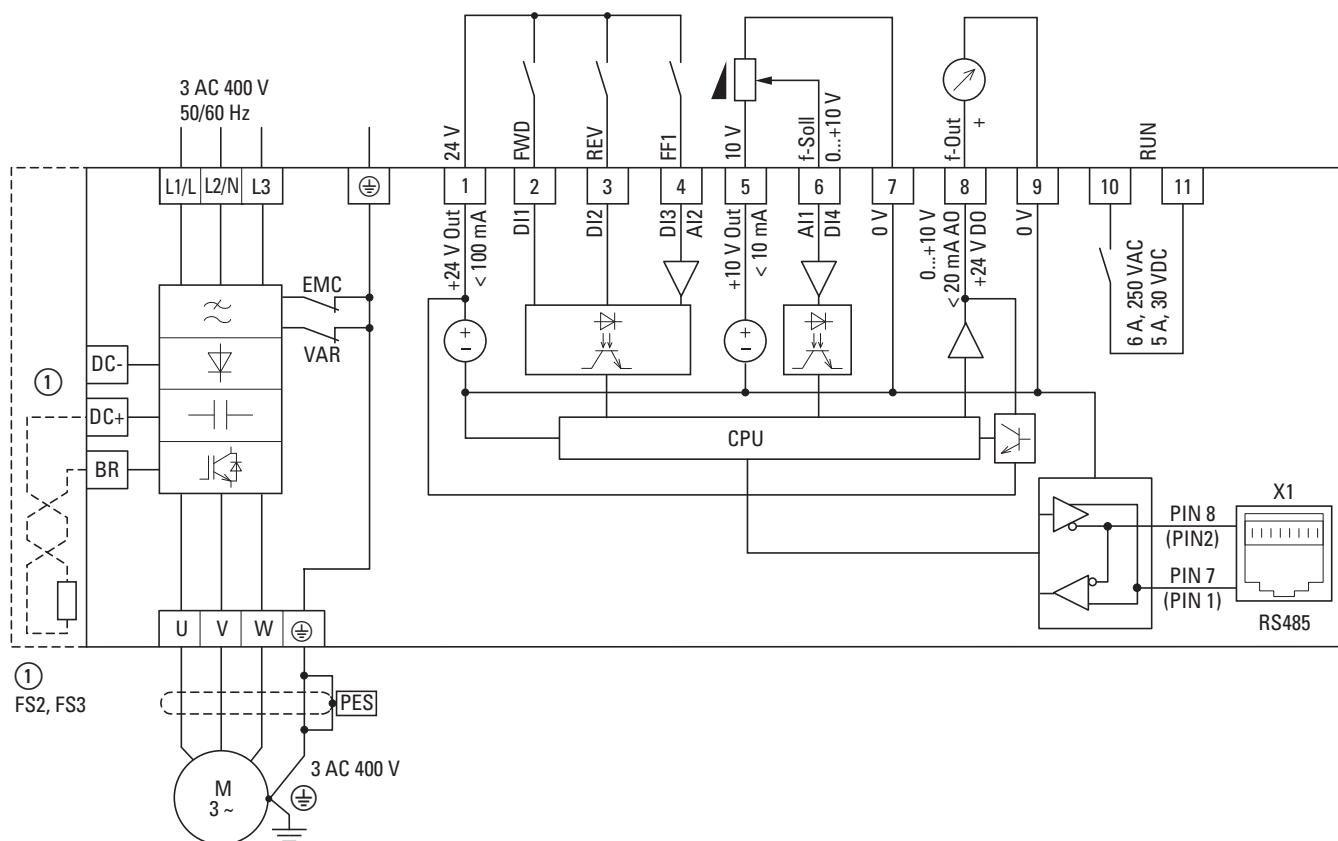 3 AC 400 V
50/60 Hz
24 V
FWD
REV
FF1
10 V
f-Soll
0...+10 V
f-Out
+
RUN
L1/L
L2/N
L3
1
2
3
4
5
6
7
8
9
10
11
+24 V Out
< 100 mA
DI1
DI2
DI3
AI2
+10 V Out
< 10 mA
AI1
DI4
0 V
0...+10 V
< 20 mA AO
+24 V DO
0 V
6 A, 250 VAC
5 A, 30 VDC
EMC
VAR
+
-
+
-
DC-
1
DC+
BR
CPU
X1
PIN 8
(PIN2)
PIN 7
(PIN 1)
RS485
U
V
W
1
FS2, FS3
PES
3 AC 400 V
M
3 ~